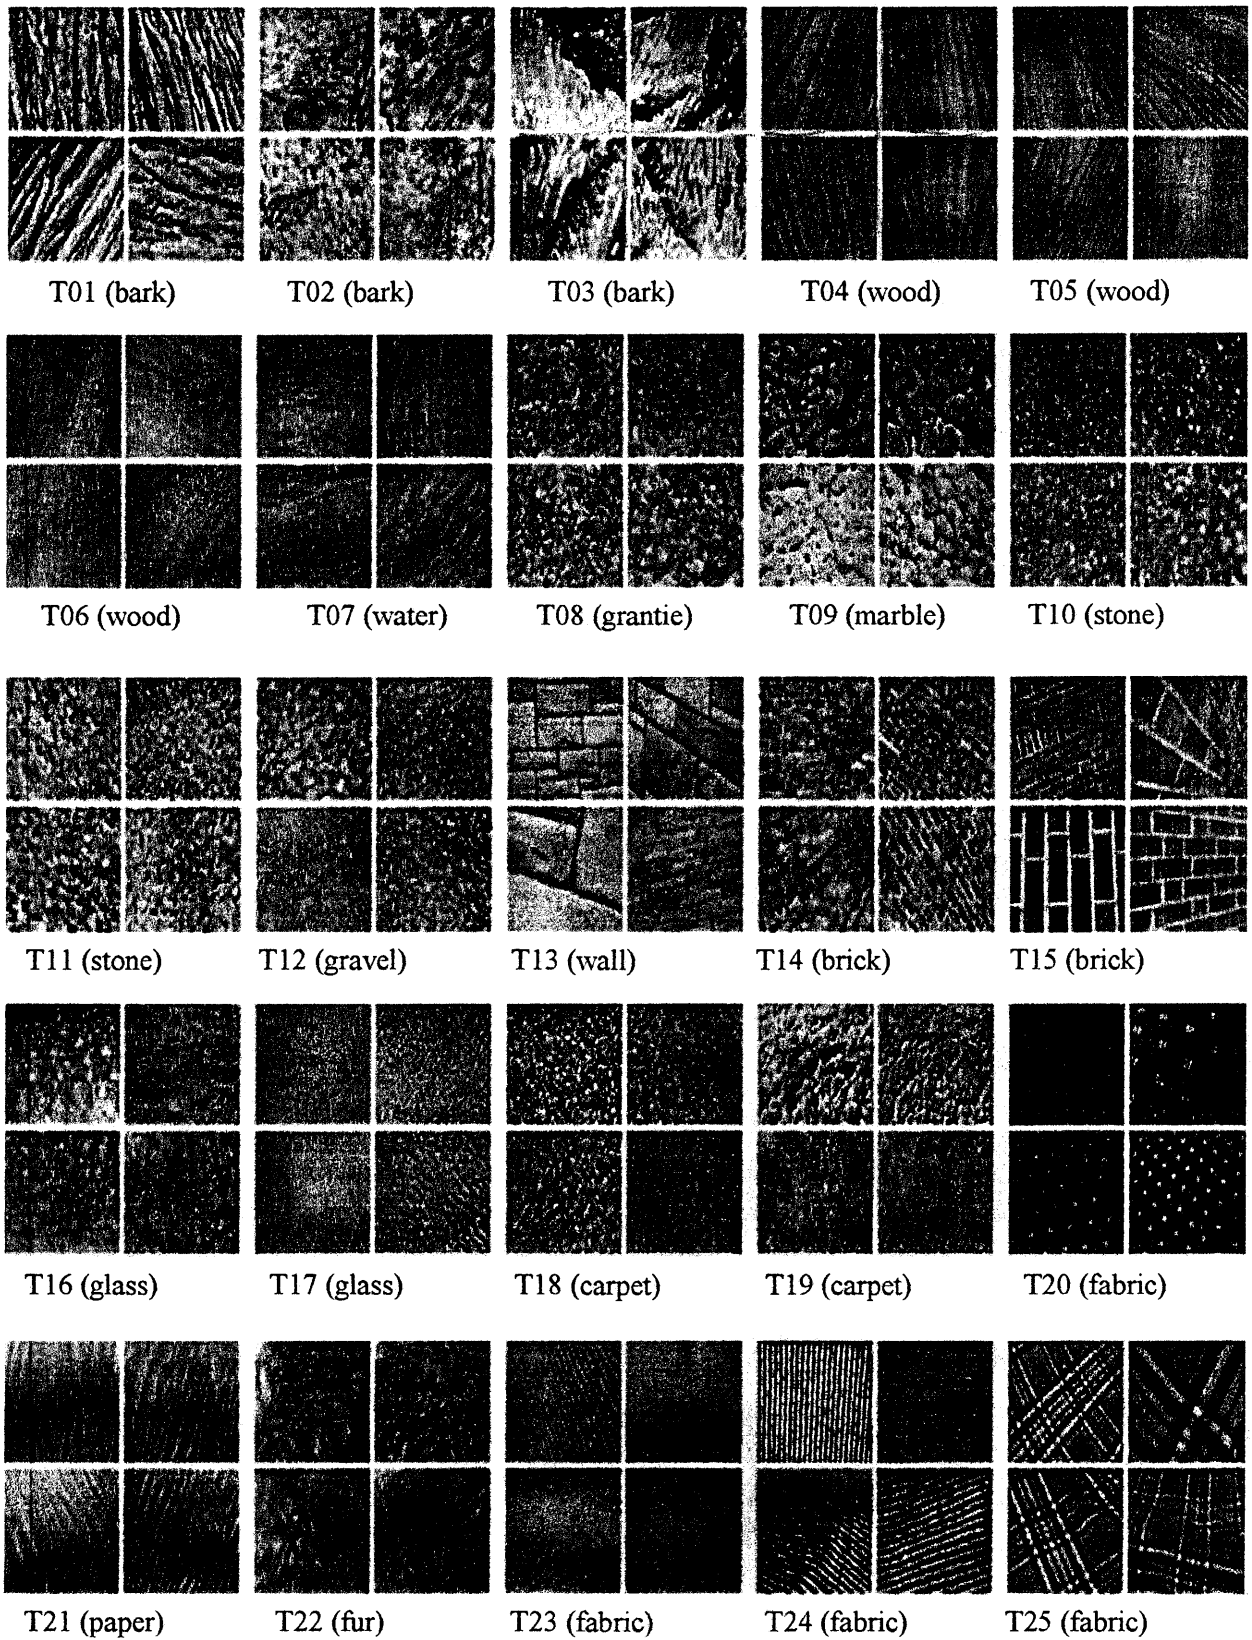 T01 (bark) T02 (bark) T03 (bark) T04 (wood) T05 (wood)
T06 (wood) T07 (water) T08 (grantie) T09 (marble) T10 (stone)
T11 (stone) T12 (gravel) T13 (wall) T14 (brick) T15 (brick)
T16 (glass) T17 (glass) T18 (carpet) T19 (carpet) T20 (fabric)
T21 (paper) T22 (fur) T23 (fabric) T24 (fabric) T25 (fabric)